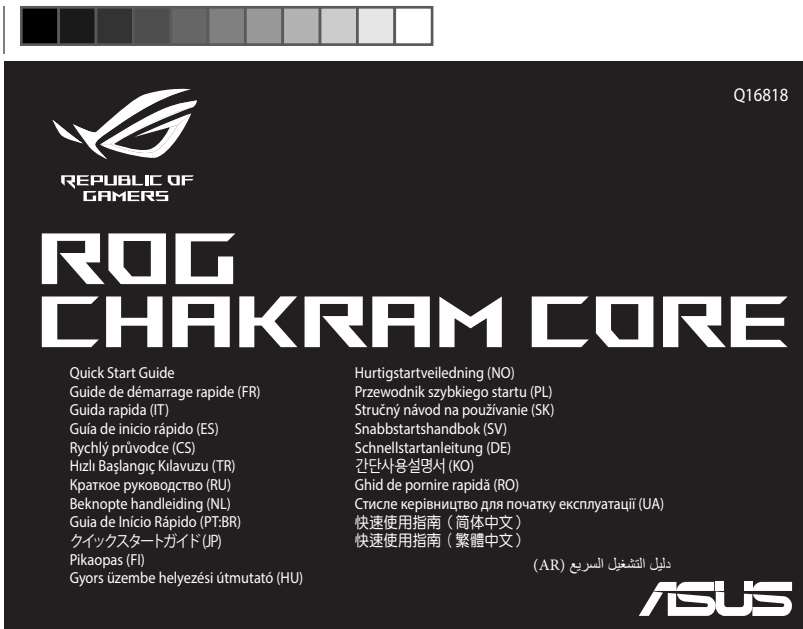 Q16818
REPUBLIC OF
GAMERS
ROG
CHAKRAM CORE
Quick Start Guide
Guide de démarrage rapide (FR)
Guida rapida (IT)
Guía de inicio rápido (ES)
Rychlý průvodce (CS)
Hızlı Başlangıç Kılavuzu (TR)
Краткое руководство (RU)
Beknopte handleiding (NL)
Guia de Início Rápido (PT:BR)
クイックスタートガイド(JP)
Pikaopas (FI)
Gyors üzembe helyezési útmutató (HU)
Hurtigstartveiledning (NO)
Przewodnik szybkiego startu (PL)
Stručný návod na používanie (SK)
Snabbstartshandbok (SV)
Schnellstartanleitung (DE)
간단사용설명서 (KO)
Ghid de pornire rapidă (RO)
Стисле керівництво для початку експлуатації (UA)
快速使用指南（简体中文）
快速使用指南（繁體中文）
دليل التشغيل السريع (AR)
ASUS